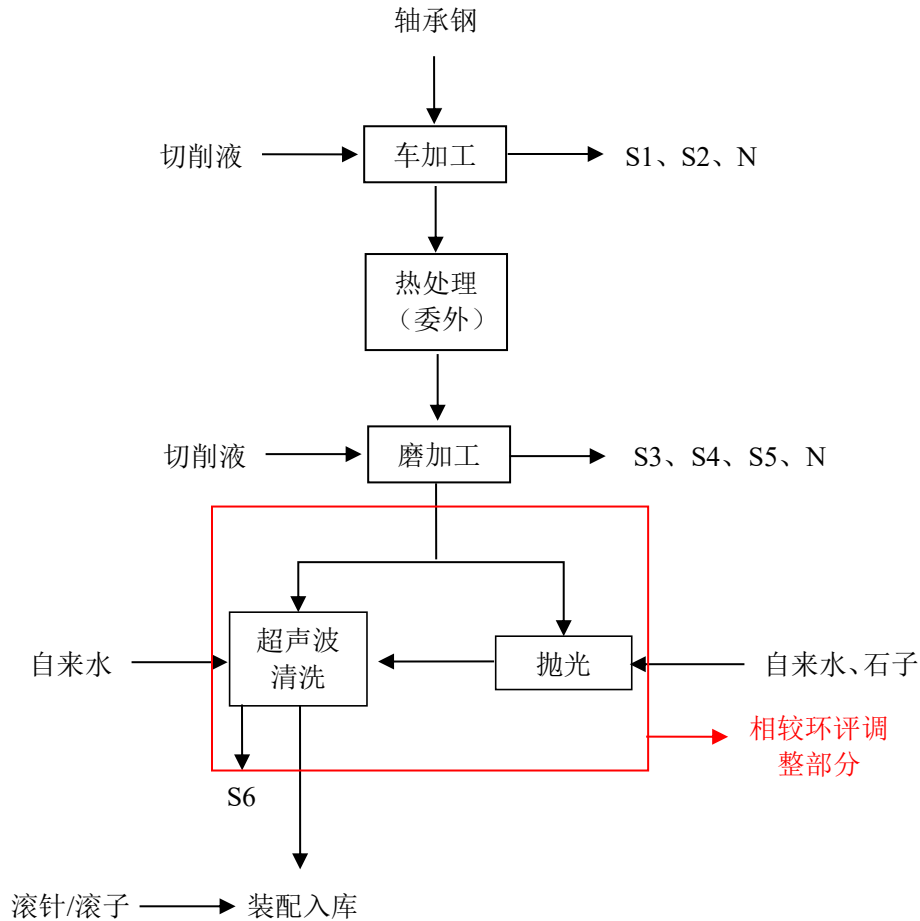 轴承钢
切削液
车加工
S1、S2、N
热处理
（委外）
切削液
磨加工
S3、S4、S5、N
自来水
超声波
清洗
抛光
自来水、石子
相较环评调
整部分
S6
滚针/滚子
装配入库